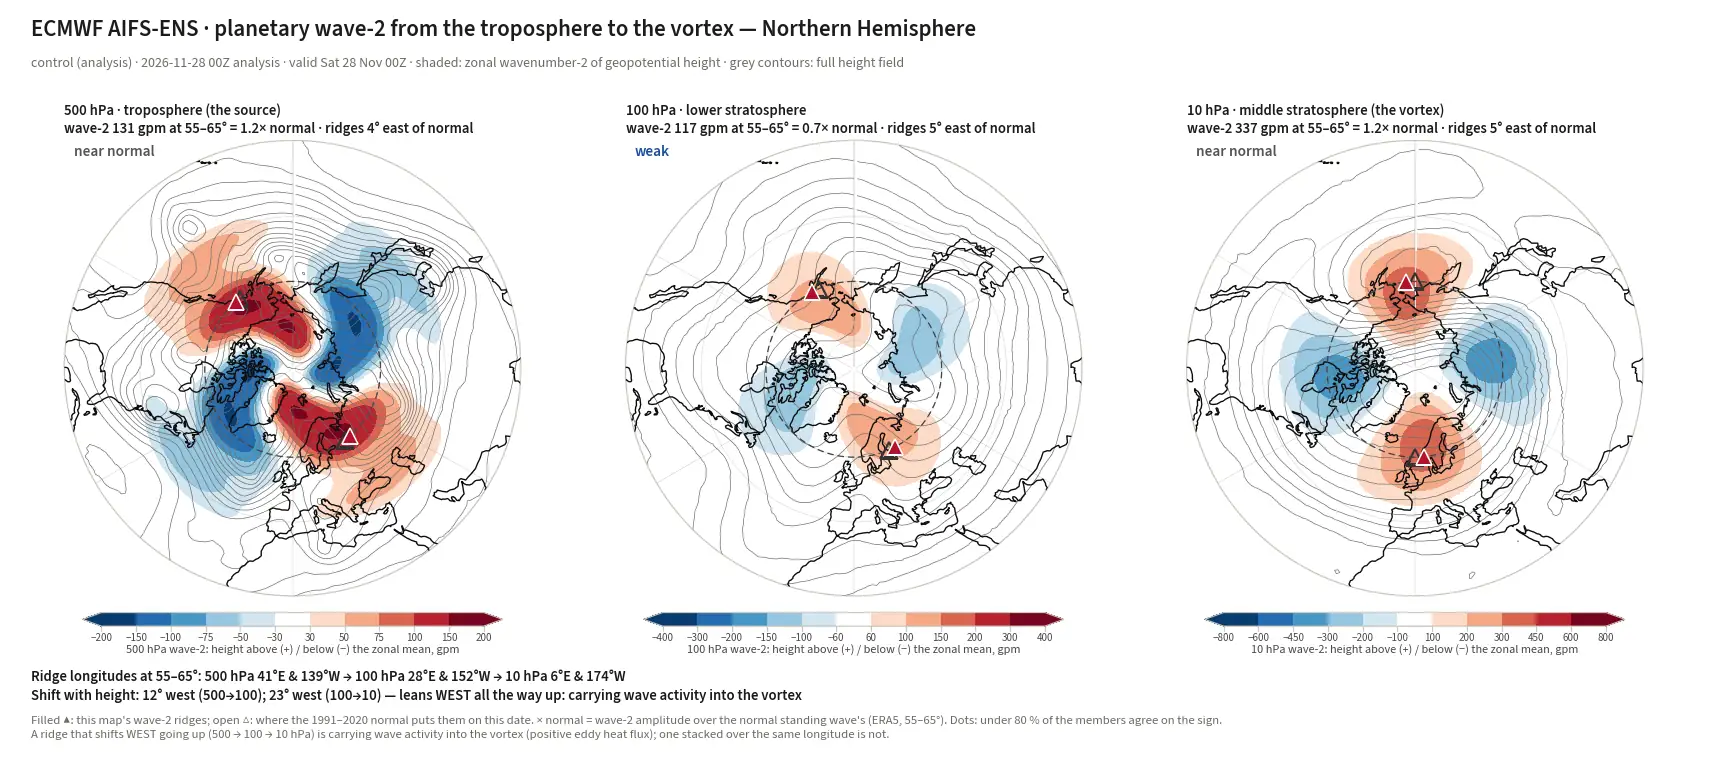 ECMWF AIFS-ENS · planetary wave-2 from the troposphere to the vortex — Northern Hemisphere
control (analysis) · 2026-11-28 00Z analysis · valid Sat 28 Nov 00Z · shaded: zonal wavenumber-2 of geopotential height · grey contours: full height field
500 hPa · troposphere (the source)
wave-2 131 gpm at 55–65° = 1.2× normal · ridges 4° east of normal
near normal
100 hPa · lower stratosphere
wave-2 117 gpm at 55–65° = 0.7× normal · ridges 5° east of normal
weak
10 hPa · middle stratosphere (the vortex)
wave-2 337 gpm at 55–65° = 1.2× normal · ridges 5° east of normal
near normal
−200 −150 −100 −75 −50 −30 30 50 75 100 150 200
500 hPa wave-2: height above (+) / below (−) the zonal mean, gpm
−400 −300 −200 −150 −100 −60 60 100 150 200 300 400
100 hPa wave-2: height above (+) / below (−) the zonal mean, gpm
−800 −600 −450 −300 −200 −100 100 200 300 450 600 800
10 hPa wave-2: height above (+) / below (−) the zonal mean, gpm
Ridge longitudes at 55–65°: 500 hPa 41°E & 139°W → 100 hPa 28°E & 152°W → 10 hPa 6°E & 174°W
Shift with height: 12° west (500→100); 23° west (100→10) — leans WEST all the way up: carrying wave activity into the vortex
Filled ▲: this map's wave-2 ridges; open △: where the 1991–2020 normal puts them on this date. × normal = wave-2 amplitude over the normal standing wave's (ERA5, 55–65°). Dots: under 80 % of the members agree on the sign.
A ridge that shifts WEST going up (500 → 100 → 10 hPa) is carrying wave activity into the vortex (positive eddy heat flux); one stacked over the same longitude is not.